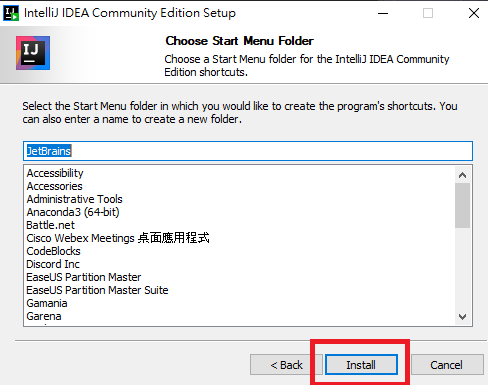 IntelliJ IDEA Community Edition Setup
IJ
Choose Start Menu Folder
Choose a Start Menu folder for the IntelliJ IDEA Community
Edition shortcuts.
Select the Start Menu folder in which you would like to create the program's shortcuts. You
can also enter a name to create a new folder.
JetBrains
Accessibility
Accessories
Administrative Tools
Anaconda3 (64-bit)
Battle.net
Cisco Webex Meetings 桌面應用程式
CodeBlocks
Discord Inc
EaseUS Partition Master
EaseUS Partition Master Suite
Gamania
Garena
< Back
Install
Cancel